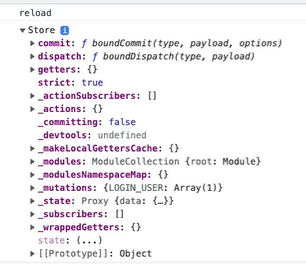 reload
▼ Store i
▶ commit: ƒ boundCommit(type, payload, options)
▶ dispatch: ƒ boundDispatch(type, payload)
▶ getters: {}
strict: true
▶ _actionSubscribers: []
▶ _actions: {}
_committing: false
_devtools: undefined
▶ _makeLocalGettersCache: {}
▶ _modules: ModuleCollection {root: Module}
▶ _modulesNamespaceMap: {}
▶ _mutations: {LOGIN_USER: Array(1)}
▶ _state: Proxy {data: {…}}
▶ _subscribers: []
▶ _wrappedGetters: {}
state: (...)
▶ [[Prototype]]: Object